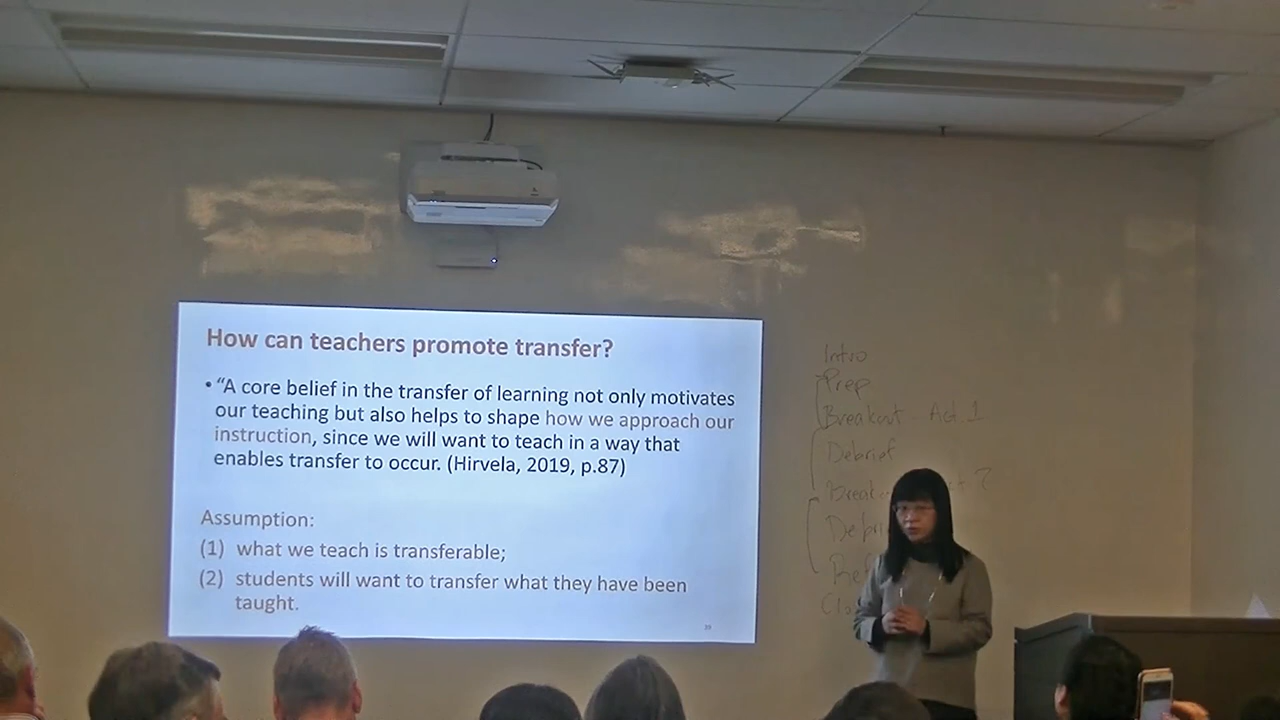 How can teachers promote transfer?
• “A core belief in the transfer of learning not only motivates
our teaching but also helps to shape how we approach our
instruction, since we will want to teach in a way that
enables transfer to occur. (Hirvela, 2019, p.87)
Assumption:
(1) what we teach is transferable;
(2) students will want to transfer what they have been
taught.
39
Intro
Prep
Breakout Act. 1
Debrief